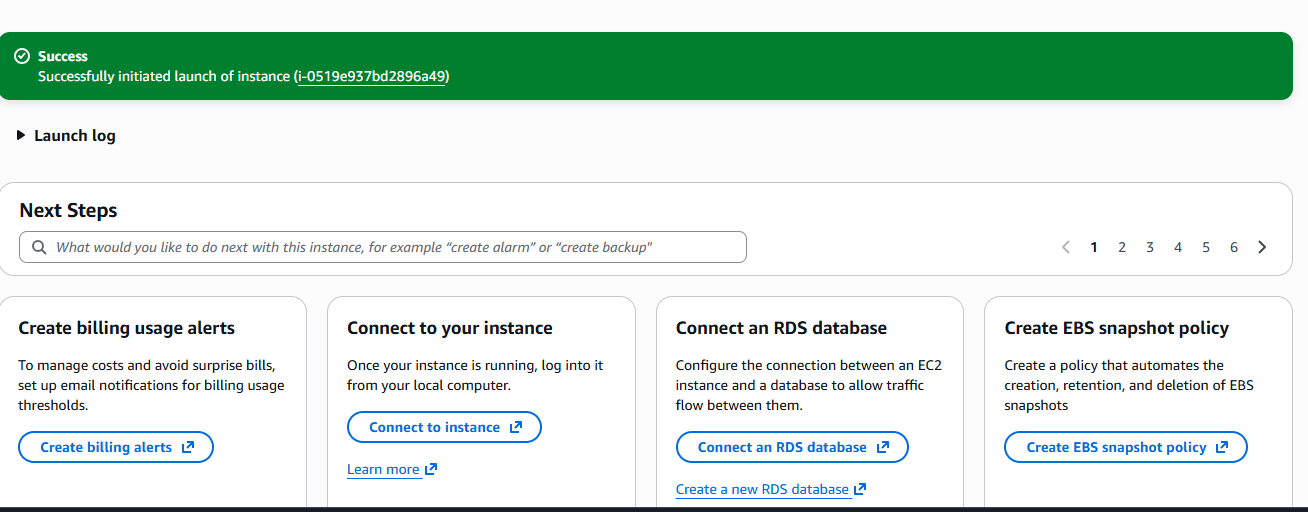 Success
Successfully initiated launch of instance (i-0519e937bd2896a49)
Launch log
Next Steps
What would you like to do next with this instance, for example “create alarm” or “create backup"
1 2 3 4 5 6
Create billing usage alerts
To manage costs and avoid surprise bills,
set up email notifications for billing usage
thresholds.
Create billing alerts
Connect to your instance
Once your instance is running, log into it
from your local computer.
Connect to instance
Learn more
Connect an RDS database
Configure the connection between an EC2
instance and a database to allow traffic
flow between them.
Connect an RDS database
Create a new RDS database
Create EBS snapshot policy
Create a policy that automates the
creation, retention, and deletion of EBS
snapshots
Create EBS snapshot policy